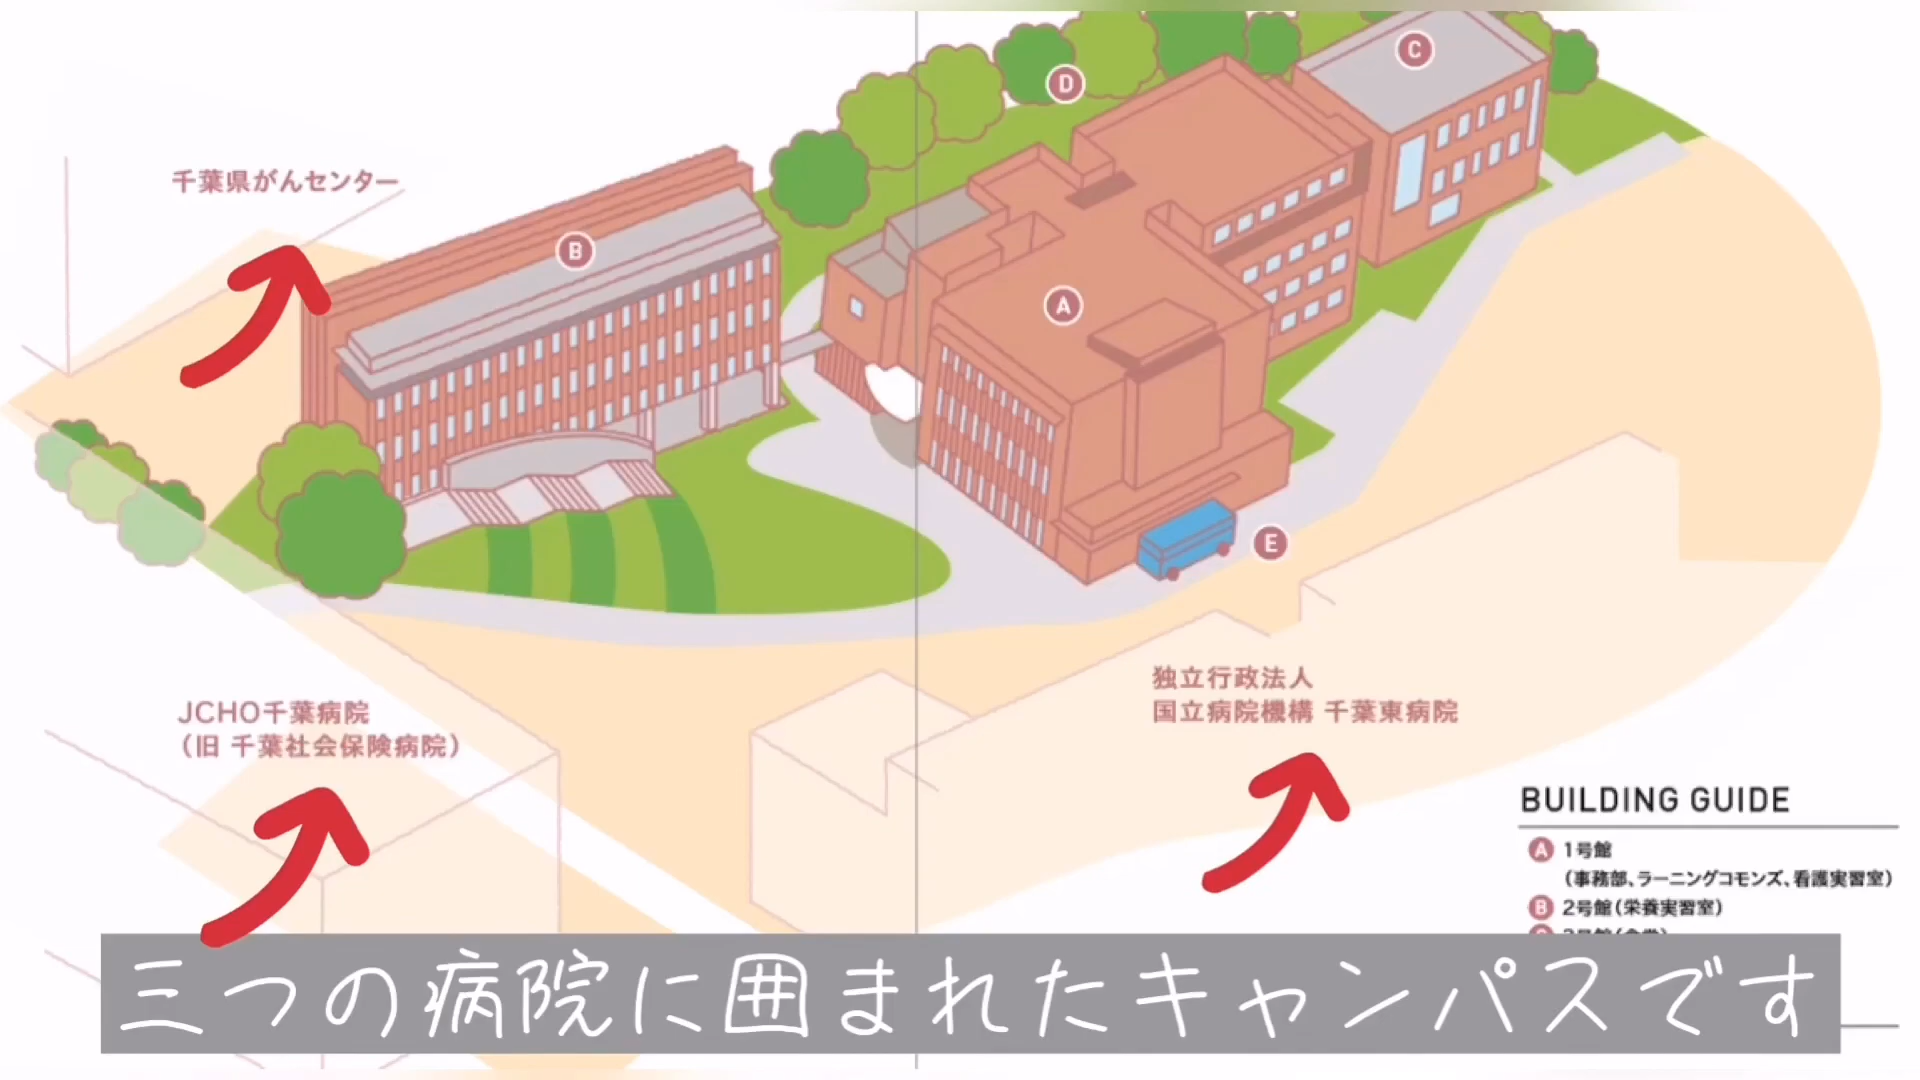 千葉県がんセンター
B
D
C
A
E
JCHO千葉病院
（旧 千葉社会保険病院）
独立行政法人
国立病院機構 千葉東病院
BUILDING GUIDE
A 1号館
（事務部、ラーニングコモンズ、看護実習室）
B 2号館（栄養実習室）
三つの病院に囲まれたキャンパスです